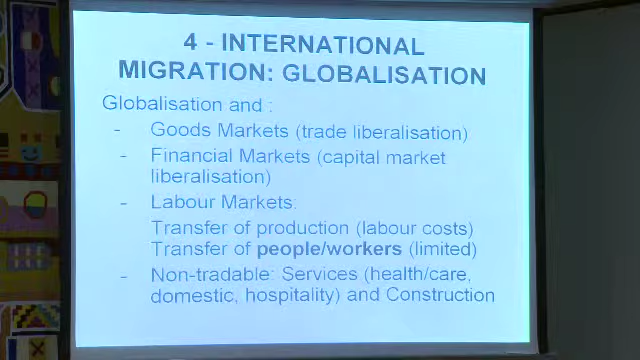 4 - INTERNATIONAL
MIGRATION: GLOBALISATION
Globalisation and :
- Goods Markets (trade liberalisation)
- Financial Markets (capital market
liberalisation)
- Labour Markets:
Transfer of production (labour costs)
Transfer of people/workers (limited)
- Non-tradable: Services (health/care,
domestic, hospitality) and Construction